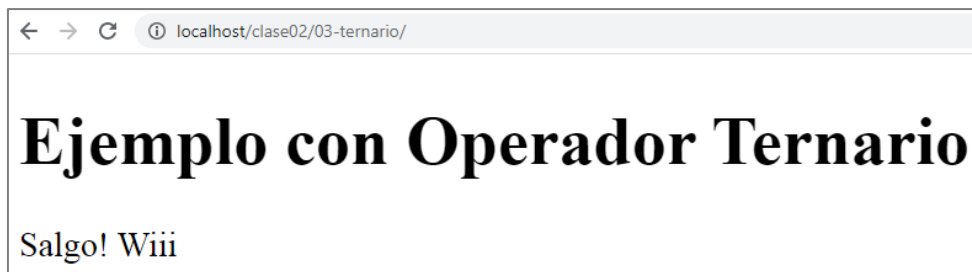 localhost/clase02/03-ternario/
Ejemplo con Operador Ternario
Salgo! Wiii